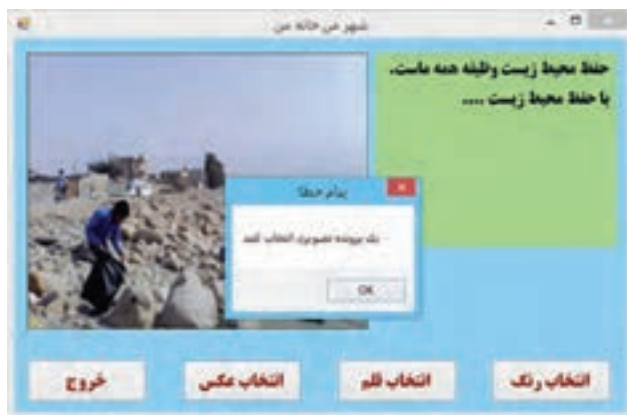 شهر من خانه من
حفظ محیط زیست وظیفه همه ماست.
با حفظ محیط زیست ....
پیام خطا
یک پرونده تصویری انتخاب کنید
OK
انتخاب رنگ
انتخاب قلم
انتخاب عکس
خروج